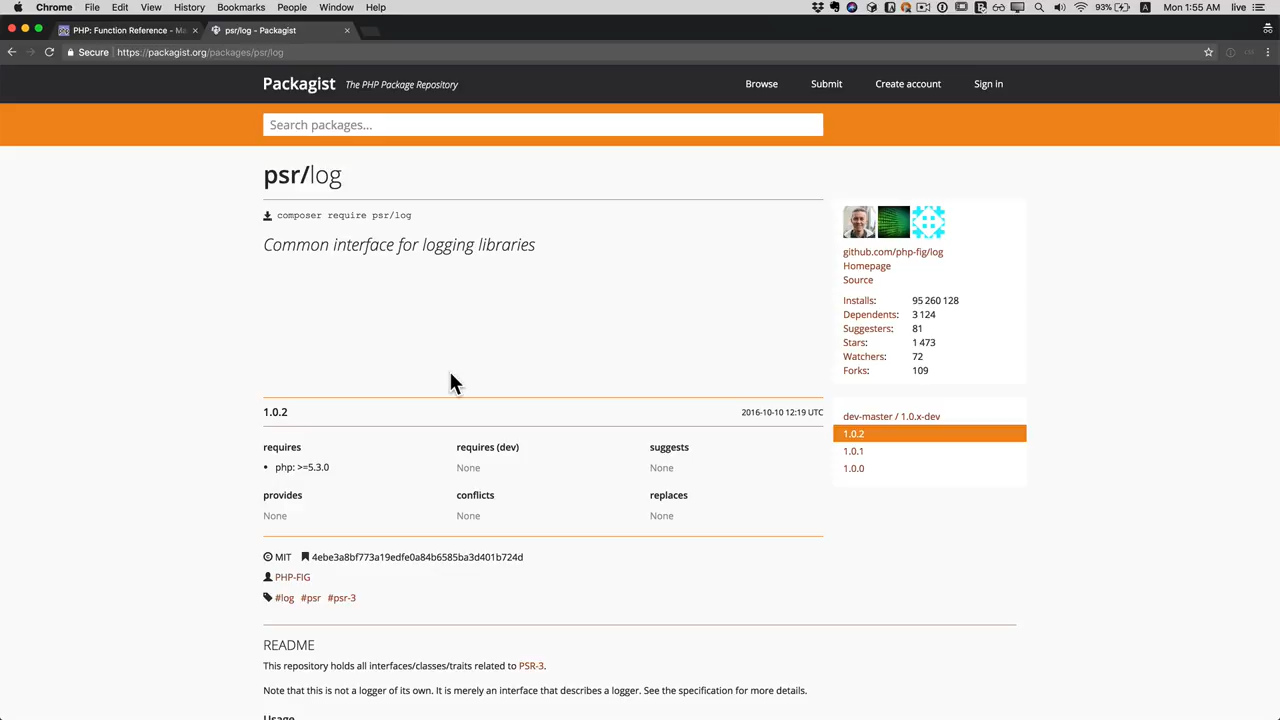 Chrome File Edit View History Bookmarks People Window Help 93% A Mon 1:55 AM live
PHP: Function Reference - Ma
psr/log - Packagist
Secure https://packagist.org/packages/psr/log
Packagist The PHP Package Repository Browse Submit Create account Sign in
Search packages...
psr/log
composer require psr/log
Common interface for logging libraries
github.com/php-fig/log
Homepage
Source
Installs: 95 260 128
Dependents: 3 124
Suggesters: 81
Stars: 1 473
Watchers: 72
Forks: 109
1.0.2 2016-10-10 12:19 UTC
requires requires (dev) suggests
php: >=5.3.0 None None
provides conflicts replaces
None None None
dev-master / 1.0.x-dev
1.0.2
1.0.1
1.0.0
MIT 4ebe3a8bf773a19edfe0a84b6585ba3d401b724d
PHP-FIG
#log #psr #psr-3
README
This repository holds all interfaces/classes/traits related to PSR-3.
Note that this is not a logger of its own. It is merely an interface that describes a logger. See the specification for more details.
Usage